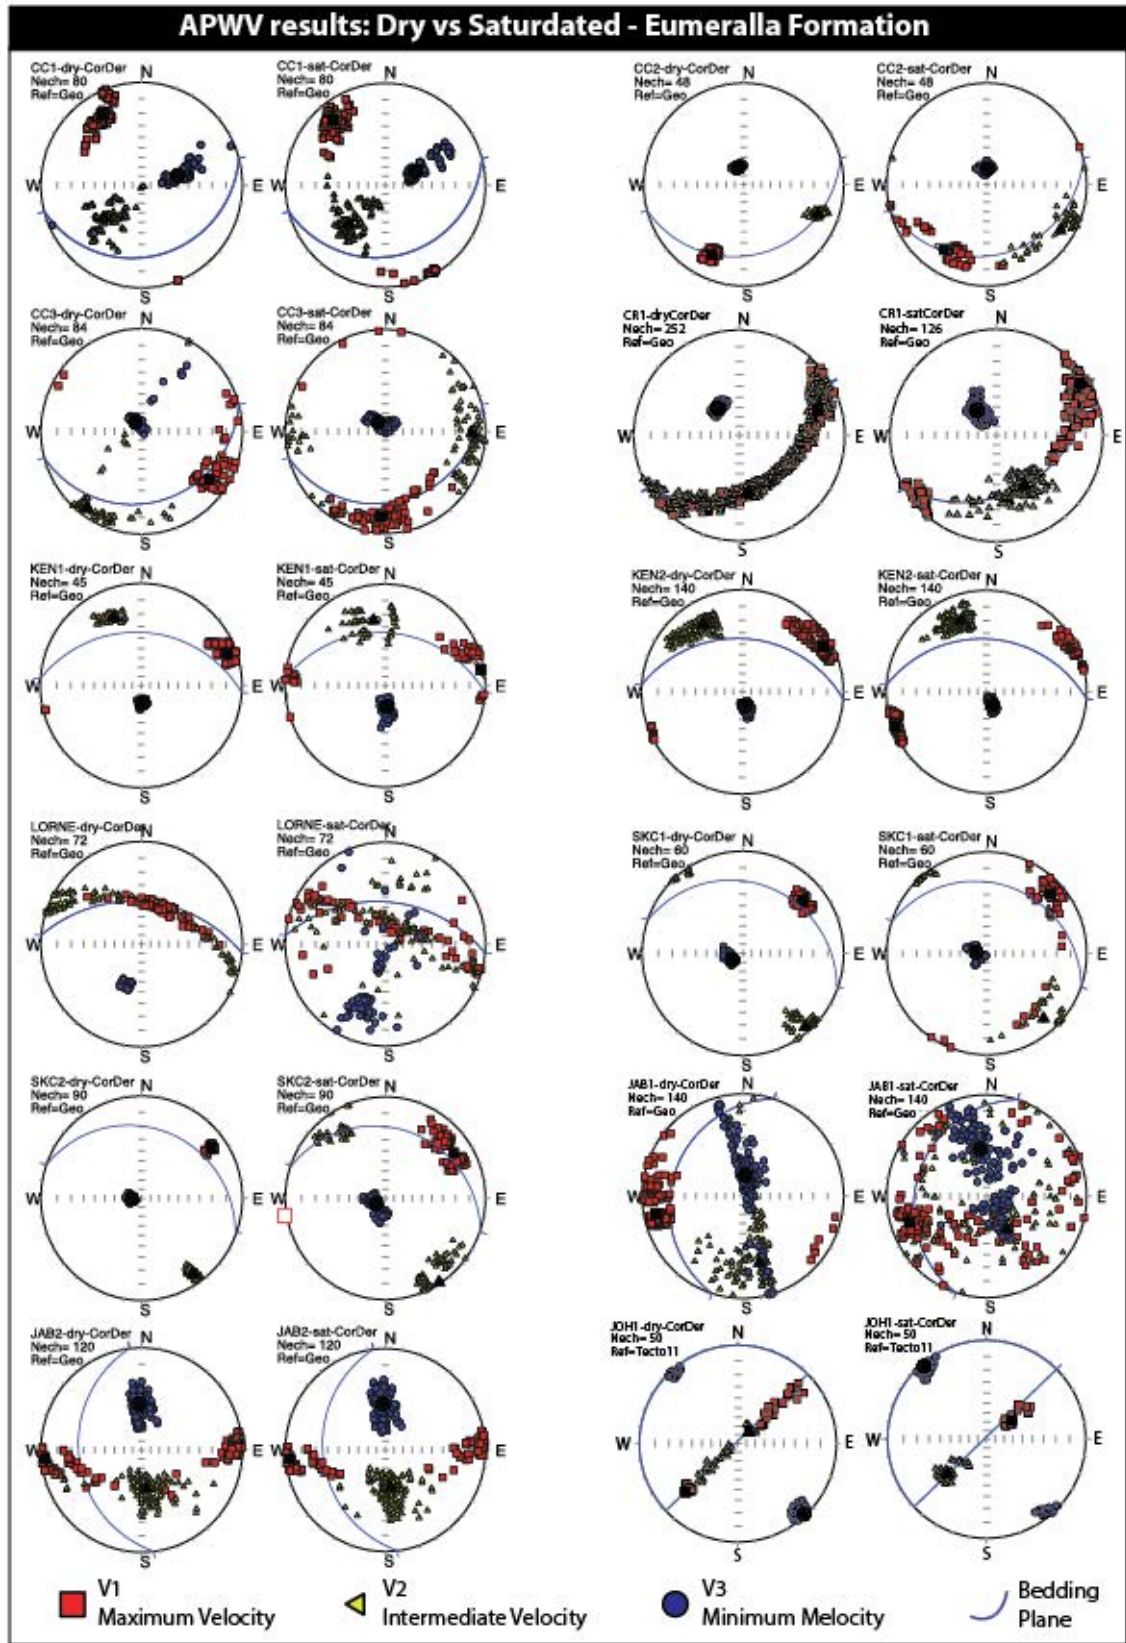 APWV results: Dry vs Saturdated - Eumeralla Formation
CC1-dry-CorDer
Nech= 80
Ref=Geo
N
W
E
S
CC1-sat-CorDer
Nech= 80
Ref=Geo
N
W
E
S
CC2-dry-CorDer
Nech= 48
Ref=Geo
N
W
E
S
CC2-sat-CorDer
Nech= 48
Ref=Geo
N
W
E
S
CC3-dry-CorDer
Nech= 84
Ref=Geo
N
W
E
S
CC3-sat-CorDer
Nech= 84
Ref=Geo
N
W
E
S
CR1-dryCorDer
Nech= 252
Ref=Geo
N
W
E
S
CR1-satCorDer
Nech= 126
Ref=Geo
N
W
E
S
KEN1-dry-CorDer
Nech= 45
Ref=Geo
N
W
E
S
KEN1-sat-CorDer
Nech= 45
Ref=Geo
N
W
E
S
KEN2-dry-CorDer
Nech= 140
Ref=Geo
N
W
E
S
KEN2-sat-CorDer
Nech= 140
Ref=Geo
N
W
E
S
LORNE-dry-CorDer
Nech= 72
Ref=Geo
N
W
E
S
LORNE-sat-CorDer
Nech= 72
Ref=Geo
N
W
E
S
SKC1-dry-CorDer
Nech= 60
Ref=Geo
N
W
E
S
SKC1-sat-CorDer
Nech= 60
Ref=Geo
N
W
E
S
SKC2-dry-CorDer
Nech= 90
Ref=Geo
N
W
E
S
SKC2-sat-CorDer
Nech= 90
Ref=Geo
N
W
E
S
JAB1-dry-CorDer
Nech= 140
Ref=Geo
N
W
E
S
JAB1-sat-CorDer
Nech= 140
Ref=Geo
N
W
E
S
JAB2-dry-CorDer
Nech= 120
Ref=Geo
N
W
E
S
JAB2-sat-CorDer
Nech= 120
Ref=Geo
N
W
E
S
JOH1-dry-CorDer
Nech= 50
Ref=Tecto11
N
W
E
S
JOH1-sat-CorDer
Nech= 50
Ref=Tecto11
N
W
E
S
V1
Maximum Velocity
V2
Intermediate Velocity
V3
Minimum Melocity
Bedding
Plane